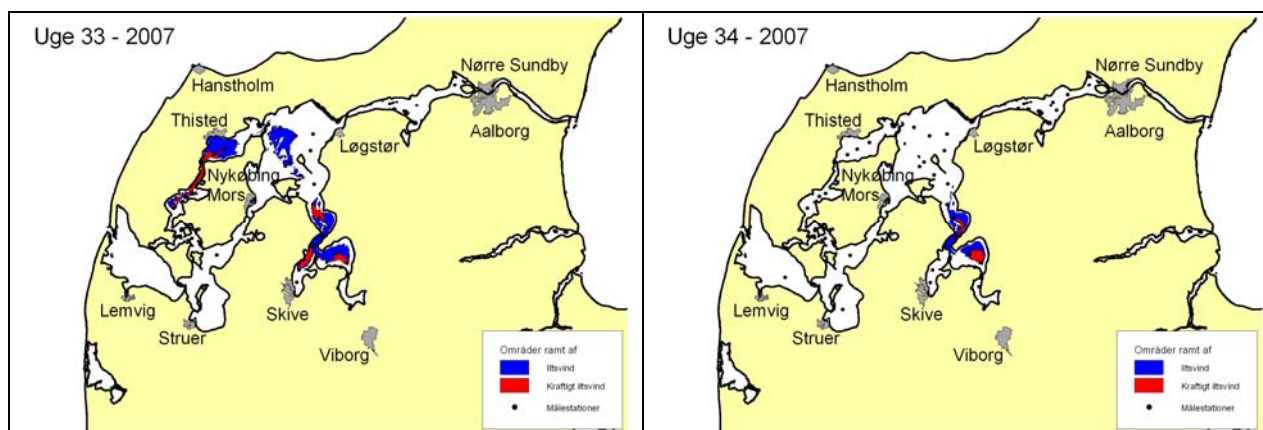 Uge 33 - 2007
Hanstholm
Nørre Sundby
Thisted
Aalborg
Løgstør
Nykøbing
Mors
Lemvig
Skive
Struer
Viborg
Områder ramt af
Iltsvind
Kraftigt iltsvind
Målestationer
Uge 34 - 2007
Hanstholm
Nørre Sundby
Thisted
Aalborg
Løgstør
Nykøbing
Mors
Lemvig
Skive
Struer
Viborg
Områder ramt af
Iltsvind
Kraftigt iltsvind
Målestationer